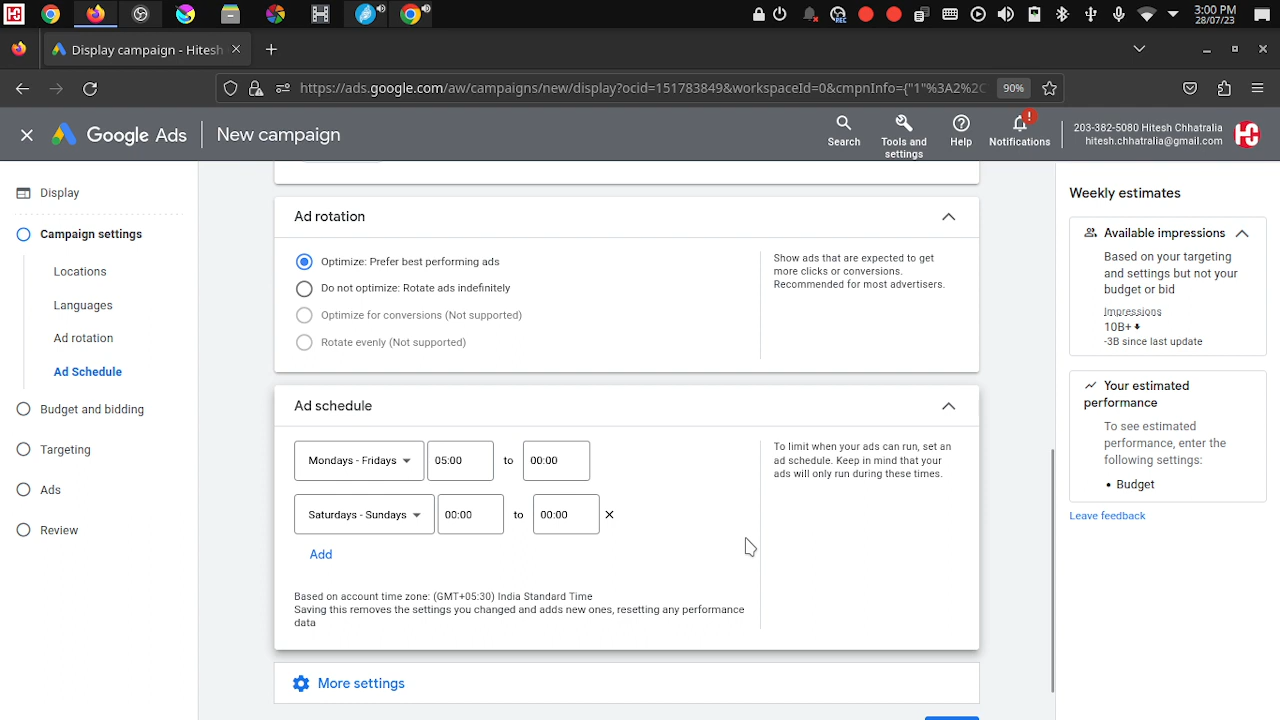 REC
3:00 PM
28/07/23
Display campaign - Hitesh
https://ads.google.com/aw/campaigns/new/display?ocid=151783849&workspaceId=0&cmpnInfo={"1"%3A2%2C
90%
Google Ads
New campaign
Search
Tools and settings
Help
Notifications
203-382-5080 Hitesh Chhatralia
hitesh.chhatralia@gmail.com
Display
Campaign settings
Locations
Languages
Ad rotation
Ad Schedule
Budget and bidding
Targeting
Ads
Review
Ad rotation
Optimize: Prefer best performing ads
Do not optimize: Rotate ads indefinitely
Optimize for conversions (Not supported)
Rotate evenly (Not supported)
Show ads that are expected to get
more clicks or conversions.
Recommended for most advertisers.
Ad schedule
Mondays - Fridays 05:00 to 00:00
Saturdays - Sundays 00:00 to 00:00
Add
Based on account time zone: (GMT+05:30) India Standard Time
Saving this removes the settings you changed and adds new ones, resetting any performance
data
To limit when your ads can run, set an
ad schedule. Keep in mind that your
ads will only run during these times.
More settings
Weekly estimates
Available impressions
Based on your targeting
and settings but not your
budget or bid
Impressions
10B+
-3B since last update
Your estimated
performance
To see estimated
performance, enter the
following settings:
• Budget
Leave feedback